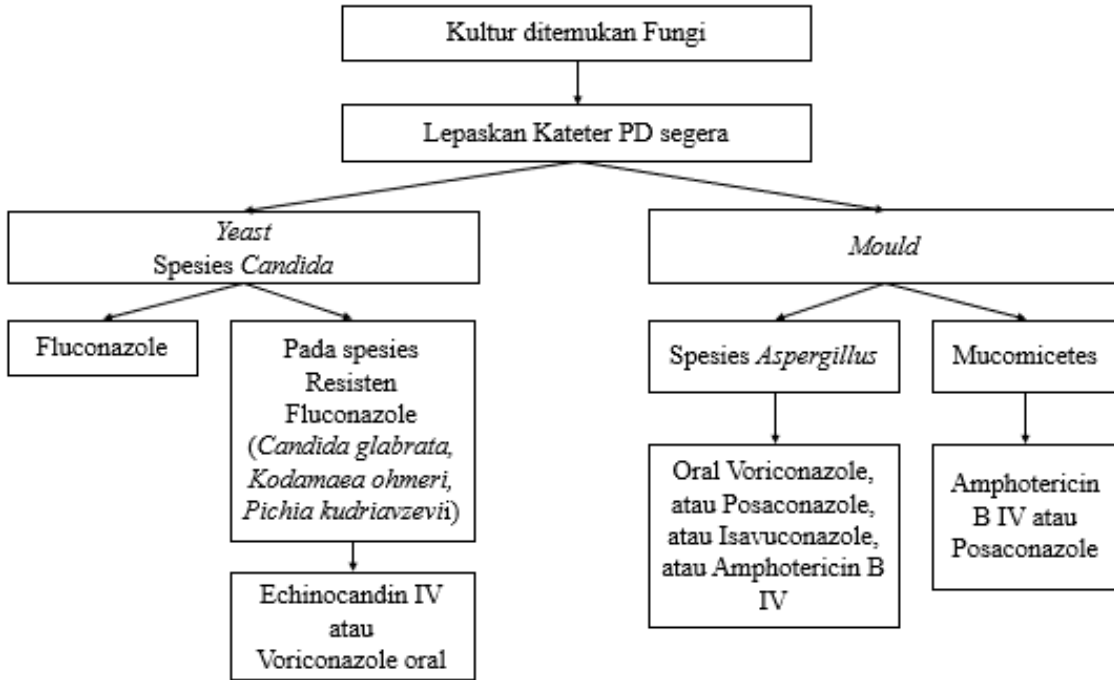 Kultur ditemukan Fungi
Lepaskan Kateter PD segera
Yeast
Spesies Candida
Mould
Fluconazole
Pada spesies
Resisten
Fluconazole
(Candida glabrata,
Kodamaea ohmeri,
Pichia kudriavzevii)
Echinocandin IV
atau
Voriconazole oral
Spesies Aspergillus
Oral Voriconazole,
atau Posaconazole,
atau Isavuconazole,
atau Amphotericin B
IV
Mucomicetes
Amphotericin
B IV atau
Posaconazole